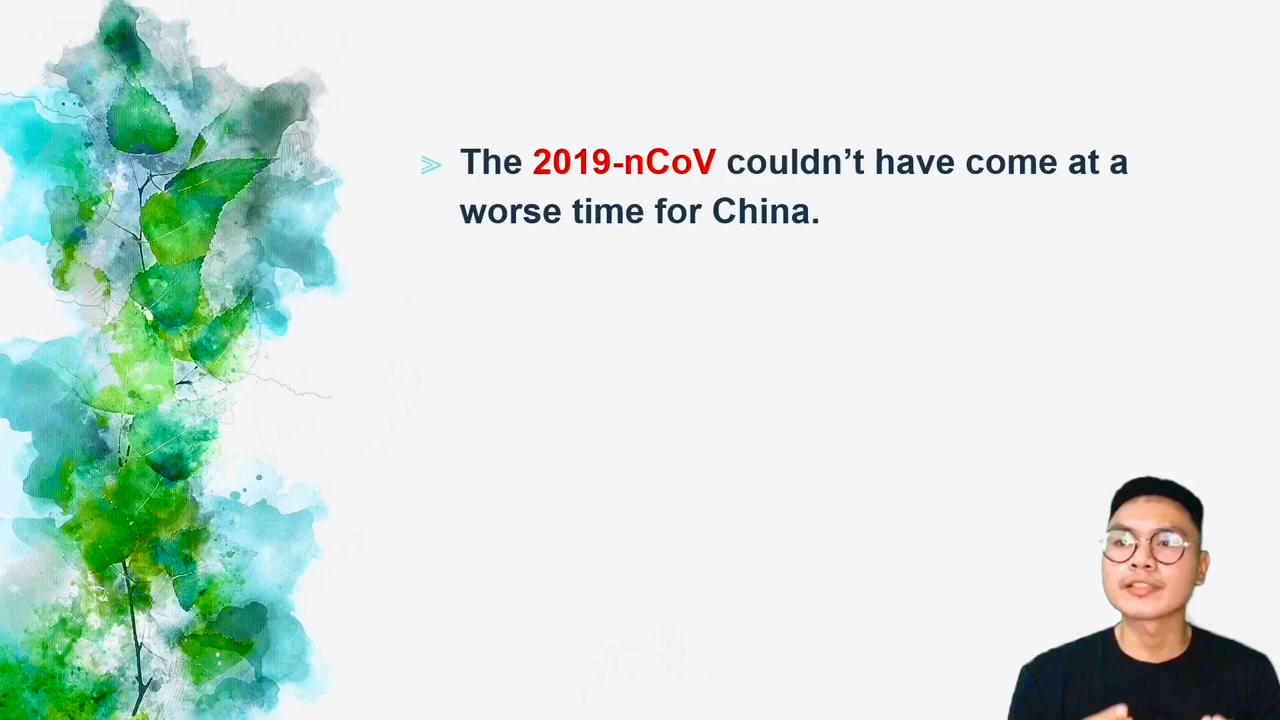 The 2019-nCoV couldn’t have come at a
worse time for China.